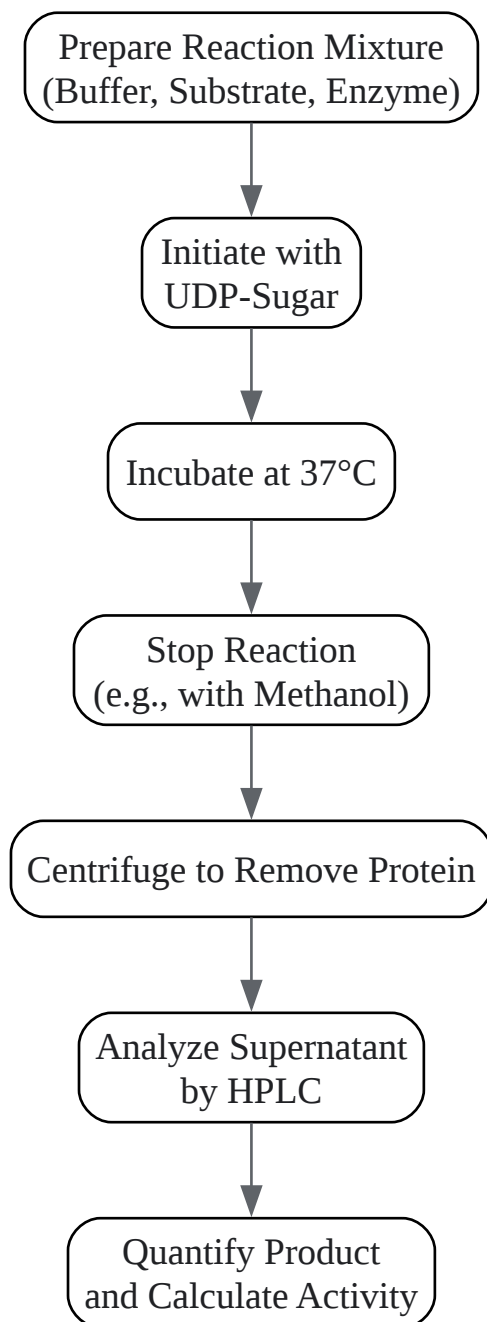 Prepare Reaction Mixture
(Buffer, Substrate, Enzyme)
Initiate with
UDP-Sugar
Incubate at 37°C
Stop Reaction
(e.g., with Methanol)
Centrifuge to Remove Protein
Analyze Supernatant
by HPLC
Quantify Product
and Calculate Activity